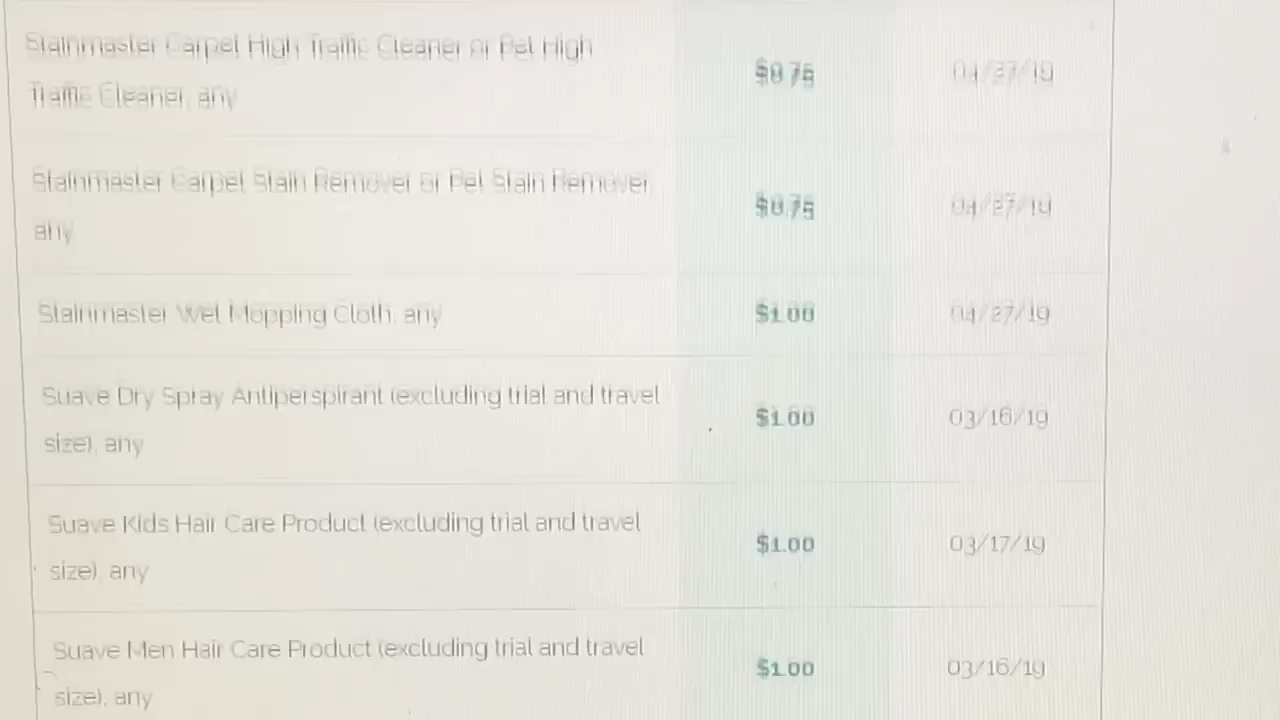 Stainmaster Carpet High Traffic Cleaner or Pet High
Traffic Cleaner, any
$0.75
04/27/19
Stainmaster Carpet Stain Remover or Pet Stain Remover,
any
$0.75
04/27/19
Stainmaster Wet Mopping Cloth, any
$1.00
04/27/19
Suave Dry Spray Antiperspirant (excluding trial and travel
size), any
$1.00
03/16/19
Suave Kids Hair Care Product (excluding trial and travel
size), any
$1.00
03/17/19
Suave Men Hair Care Product (excluding trial and travel
size), any
$1.00
03/16/19